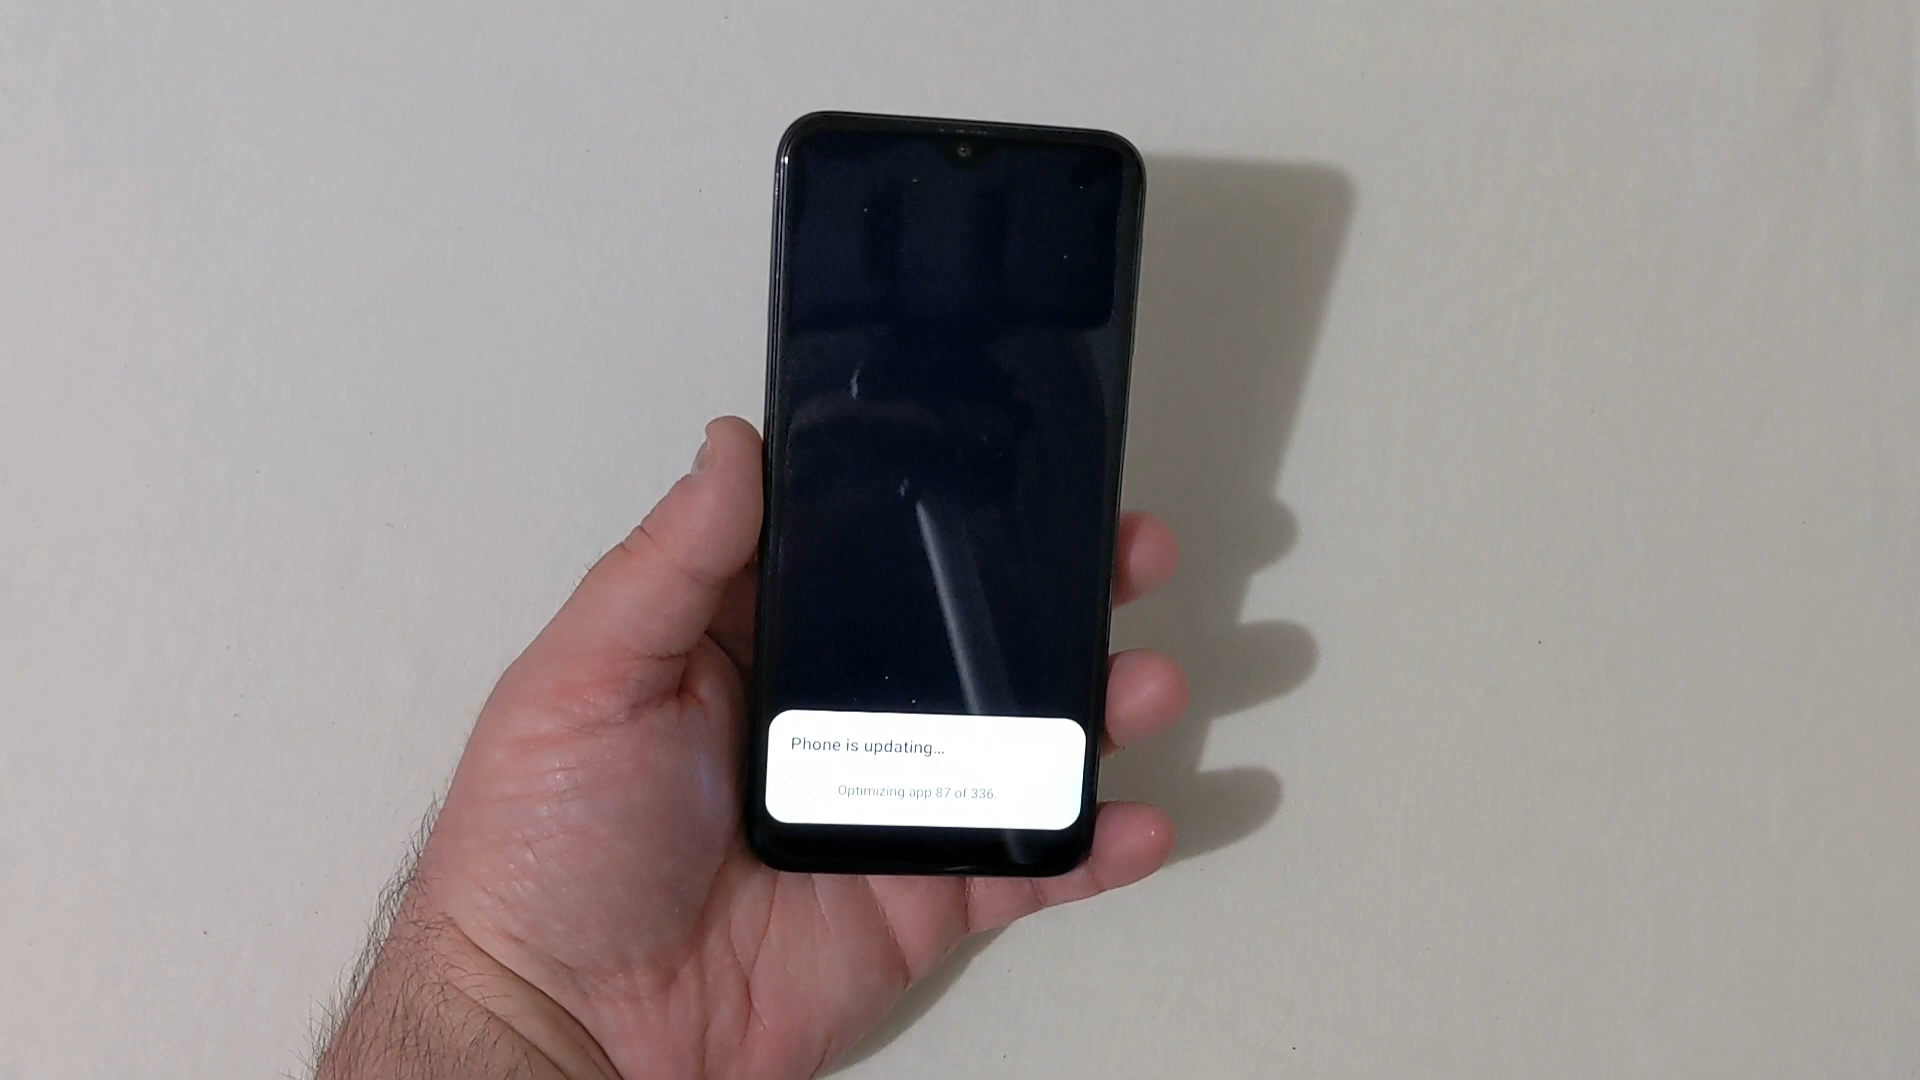 Phone is updating...
Optimizing app 87 of 336.